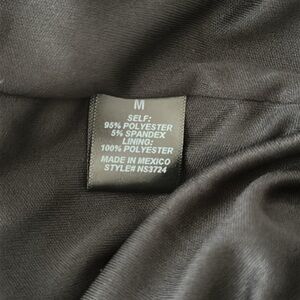 M
SELF:
95% POLYESTER
5% SPANDEX
LINING:
100% POLYESTER
MADE IN MEXICO
STYLE# NS3724